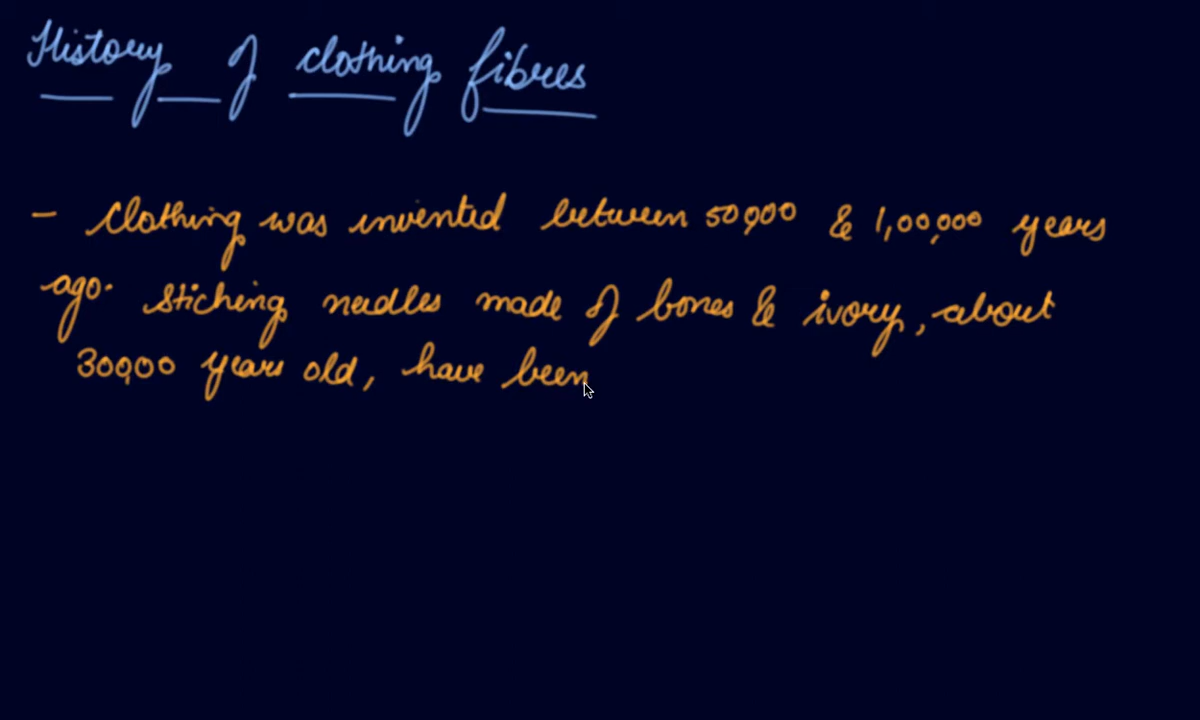 History of clothing fibres
- Clothing was invented between 50,000 & 1,00,000 years
ago. Stiching needles made of bones & ivory, about
30,000 years old, have been